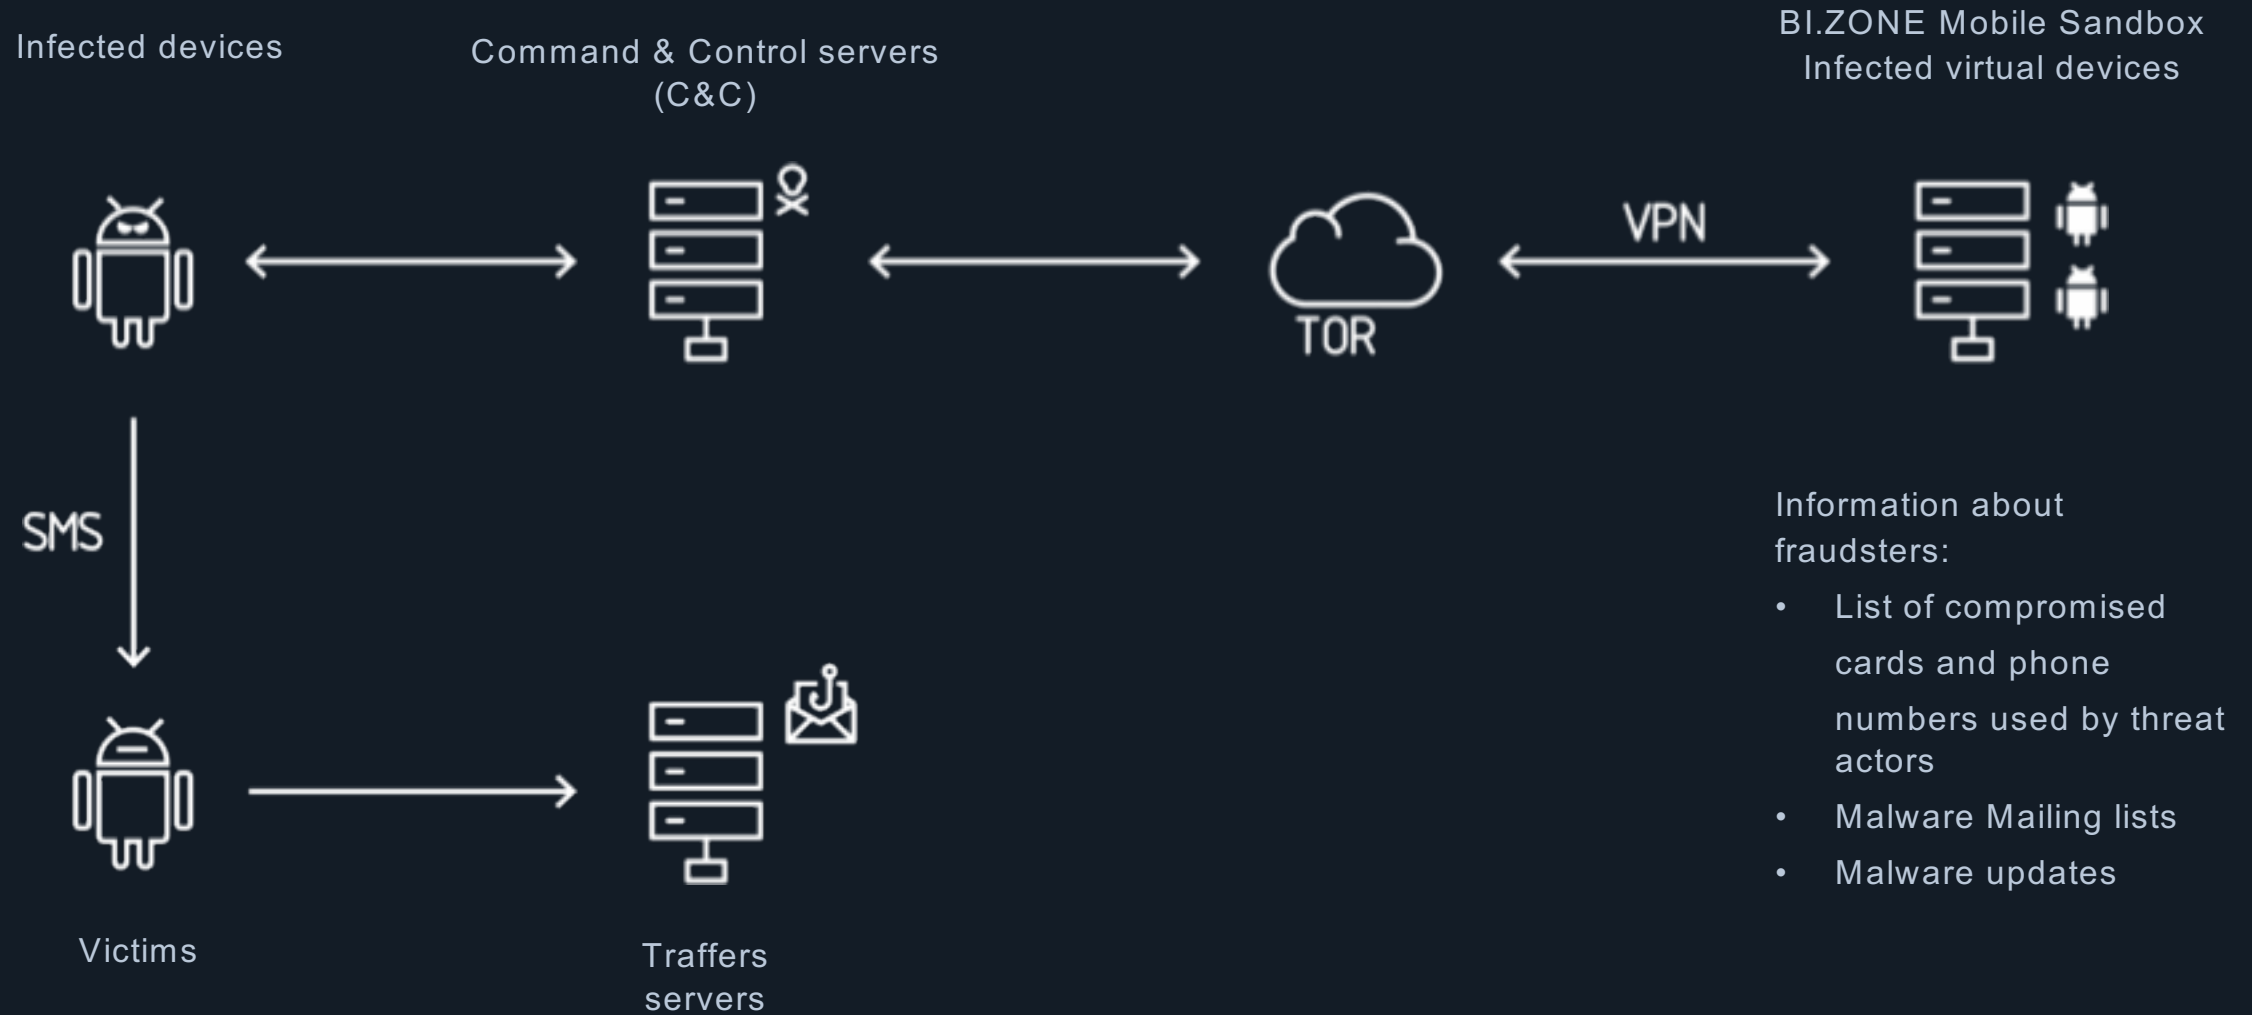 Infected devices
Command & Control servers
(C&C)
BI.ZONE Mobile Sandbox
Infected virtual devices
VPN
TOR
SMS
Information about
fraudsters:
• List of compromised
cards and phone
numbers used by threat
actors
• Malware Mailing lists
• Malware updates
Victims
Traffers
servers